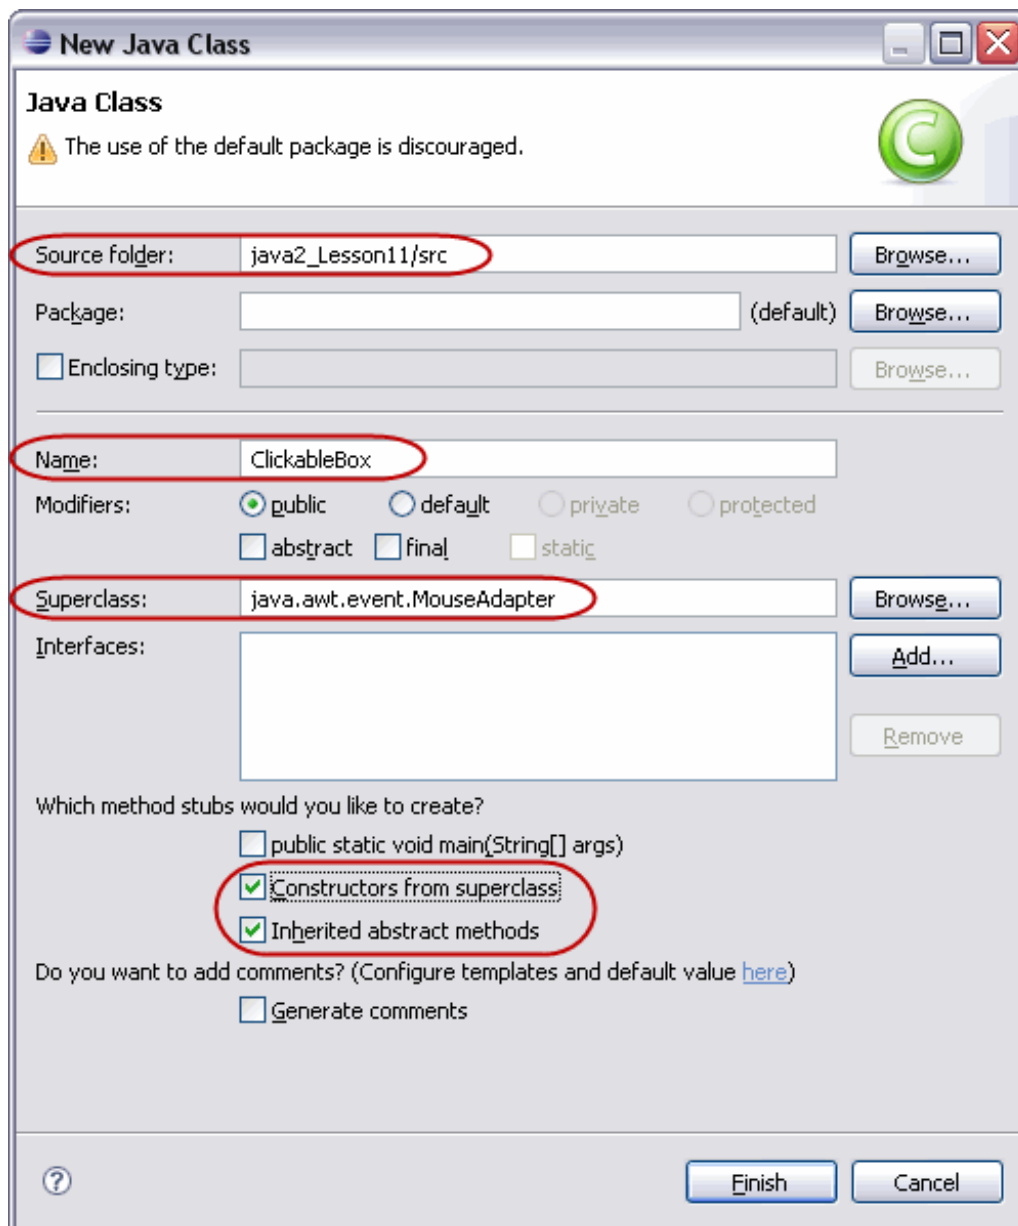 New Java Class
Java Class
The use of the default package is discouraged.
Source folder: java2_Lesson11/src Browse...
Package: (default) Browse...
Enclosing type: Browse...
Name: ClickableBox
Modifiers: public default private protected
abstract final static
Superclass: java.awt.event.MouseAdapter Browse...
Interfaces: Add...
Remove
Which method stubs would you like to create?
public static void main(String[] args)
Constructors from superclass
Inherited abstract methods
Do you want to add comments? (Configure templates and default value here)
Generate comments
? Finish Cancel